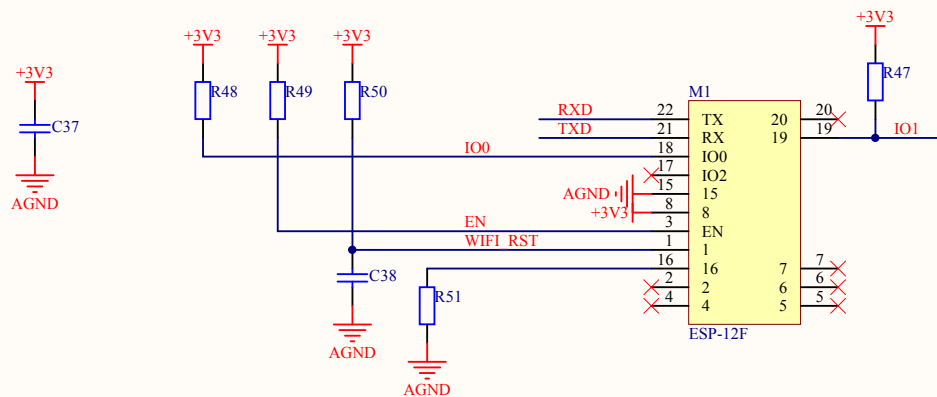 +3V3
+3V3
+3V3
+3V3
+3V3
R48
R49
R50
R47
C37
AGND
M1
RXD
22
TX
20
20
TXD
21
RX
19
19
IO1
IO0
18
IO0
17
IO2
AGND
15
15
+3V3
8
8
EN
3
EN
WIFI_RST
1
1
16
16
7
7
C38
2
2
6
6
R51
4
4
5
5
AGND
ESP-12F
AGND